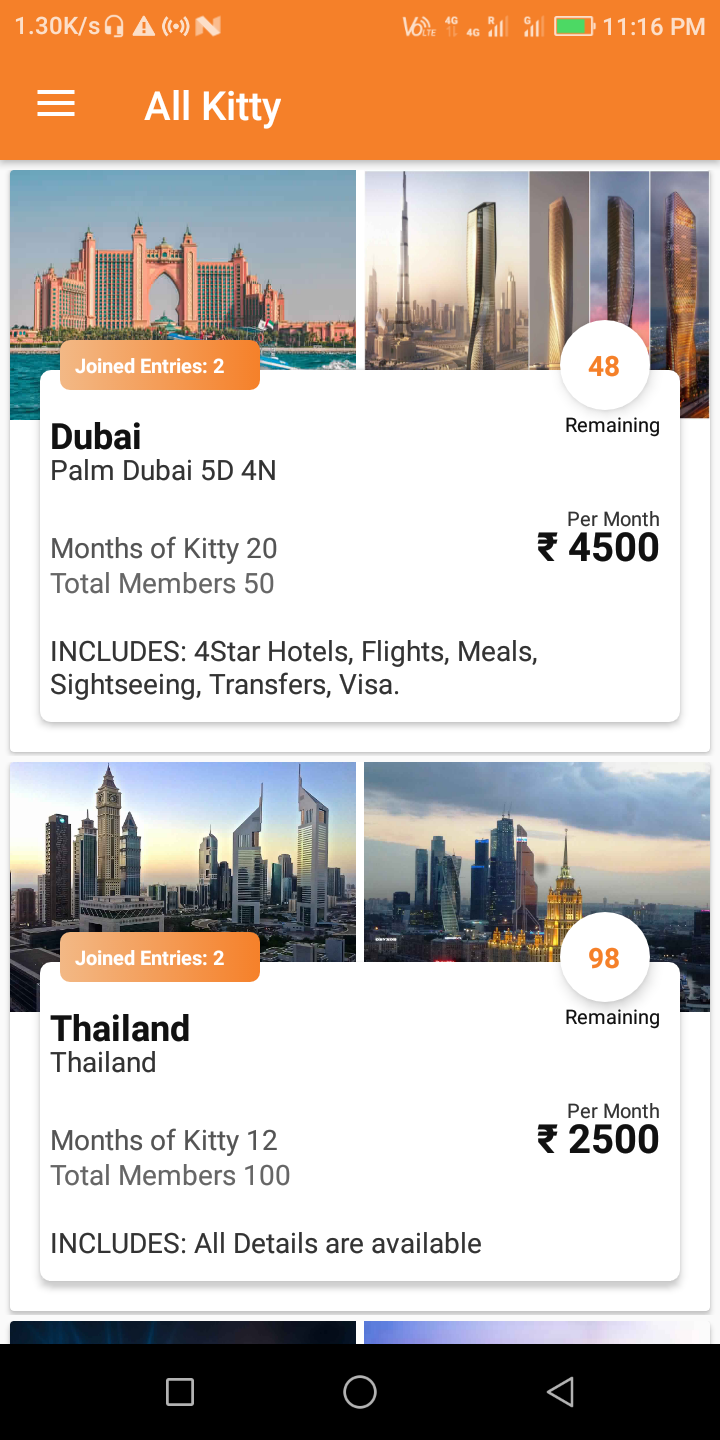 1.30K/s 11:16 PM
All Kitty
Joined Entries: 2
48
Remaining
Dubai
Palm Dubai 5D 4N
Per Month
₹ 4500
Months of Kitty 20
Total Members 50
INCLUDES: 4Star Hotels, Flights, Meals,
Sightseeing, Transfers, Visa.
Joined Entries: 2
98
Remaining
Thailand
Thailand
Per Month
₹ 2500
Months of Kitty 12
Total Members 100
INCLUDES: All Details are available